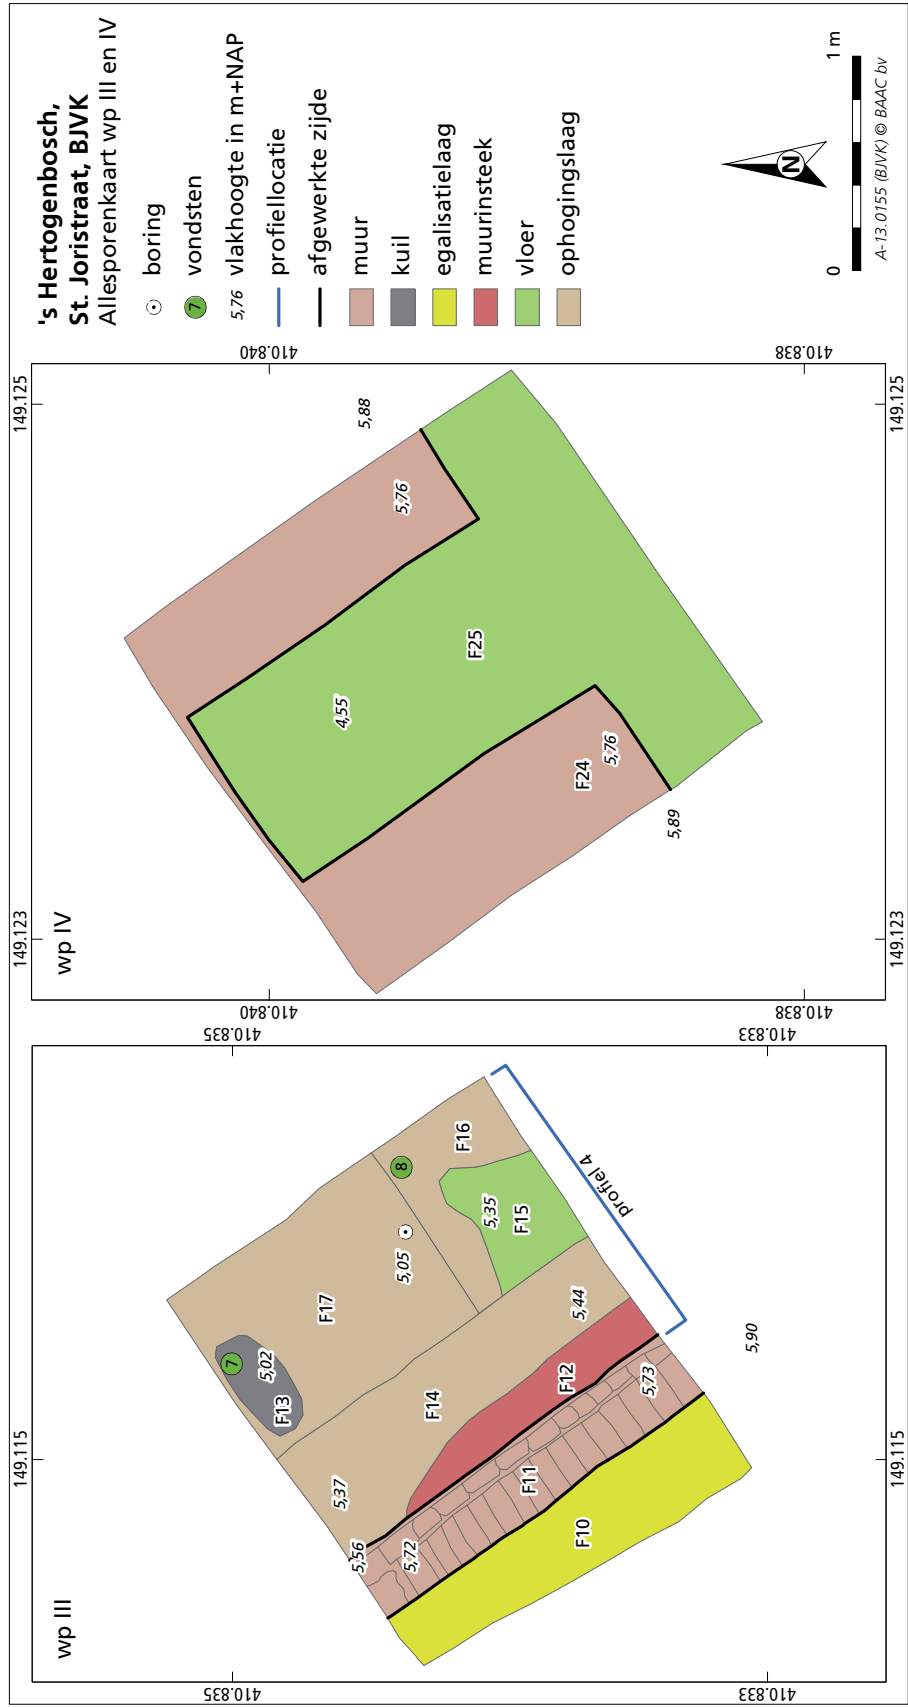 's Hertogenbosch,
St. Joristraat, BJVK
Allesporenkaart wp III en IV
boring
7 vondsten
5,76 vlakhoogte in m+NAP
profiellocatie
afgewerkte zijde
muur
kuil
egalisatielaag
muurinsteek
vloer
ophogingslaag
N
0 1 m
A-13.0155 (BJVK) © BAAC bv
wp III
149.115
410.835
410.835
410.833
7
5,02
F13
F17
5,37
F14
5,05
8
F16
5,35
F15
5,56
5,72
F11
F12
5,44
5,73
F10
5,90
profiel 4
wp IV
149.123
149.125
410.840
410.840
5,88
5,76
4,55
F25
F24
5,76
5,89
410.838
410.838
149.123
149.125